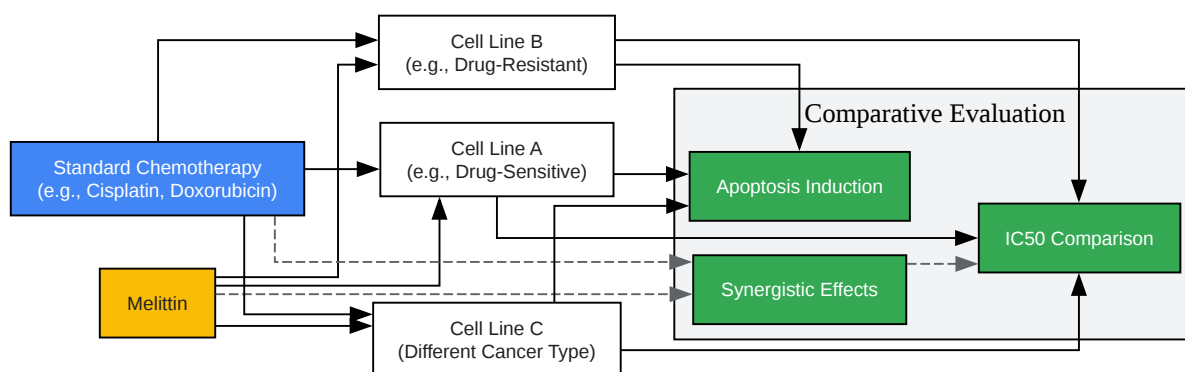 Cell Line B
(e.g., Drug-Resistant)
Comparative Evaluation
Standard Chemotherapy
(e.g., Cisplatin, Doxorubicin)
Cell Line A
(e.g., Drug-Sensitive)
Apoptosis Induction
IC50 Comparison
Melittin
Synergistic Effects
Cell Line C
(Different Cancer Type)